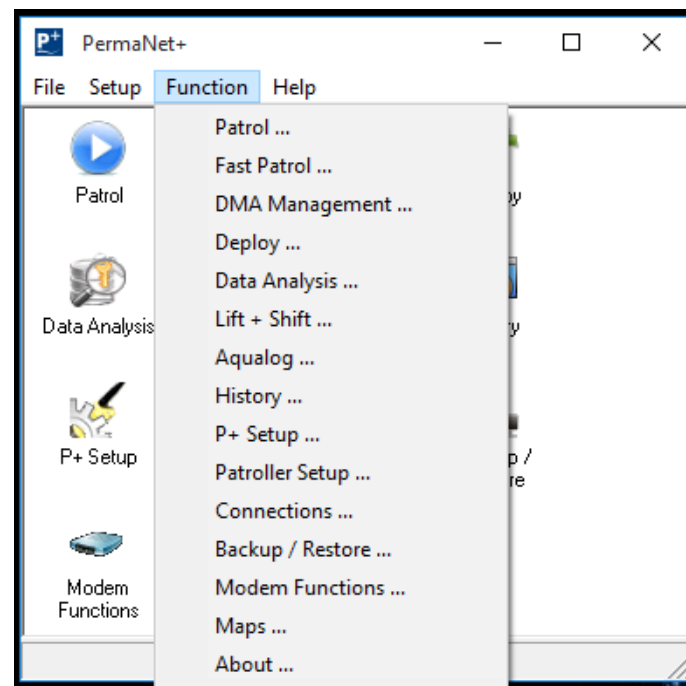 P+ PermaNet+
File Setup Function Help
Patrol ...
Fast Patrol ...
DMA Management ...
Deploy ...
Data Analysis ...
Lift + Shift ...
Aqualog ...
History ...
P+ Setup ...
Patroller Setup ...
Connections ...
Backup / Restore ...
Modem Functions ...
Maps ...
About ...
Patrol
Data Analysis
P+ Setup
Modem
Functions